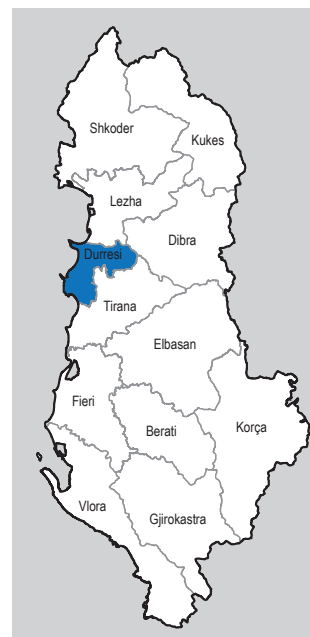 Shkoder
Kukes
Lezha
Dibra
Durresi
Tirana
Elbasan
Fieri
Berati
Korça
Vlora
Gjirokastra